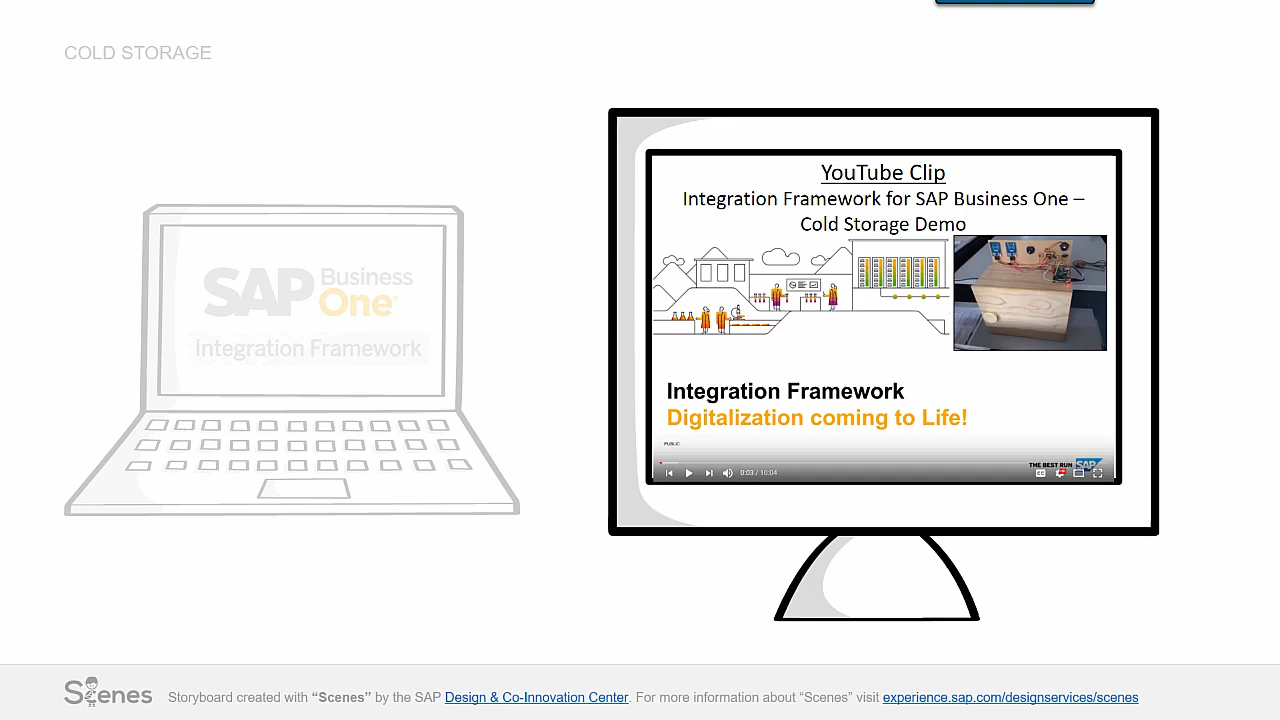 COLD STORAGE
SAP Business One
Integration Framework
YouTube Clip
Integration Framework for SAP Business One –
Cold Storage Demo
Integration Framework
Digitalization coming to Life!
PUBLIC
THE BEST RUN SAP
0:03 / 10:04
Scenes Storyboard created with “Scenes” by the SAP Design & Co-Innovation Center. For more information about “Scenes” visit experience.sap.com/designservices/scenes